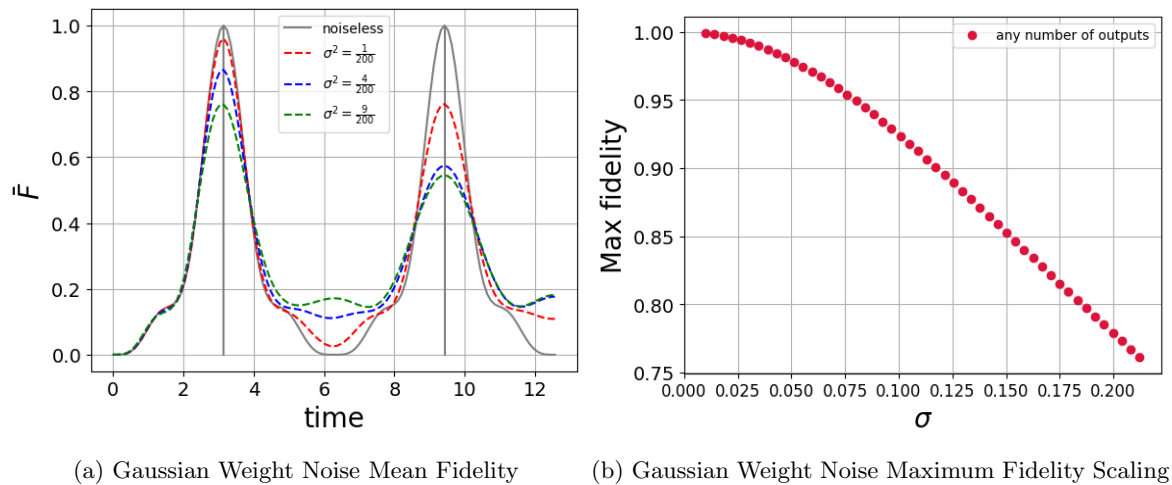 1.0
0.8
0.6
0.4
0.2
0.0
F̄
noiseless
σ² = 1/200
σ² = 4/200
σ² = 9/200
0 2 4 6 8 10 12
time
(a) Gaussian Weight Noise Mean Fidelity
1.00
0.95
0.90
0.85
0.80
0.75
Max fidelity
any number of outputs
0.000 0.025 0.050 0.075 0.100 0.125 0.150 0.175 0.200
σ
(b) Gaussian Weight Noise Maximum Fidelity Scaling